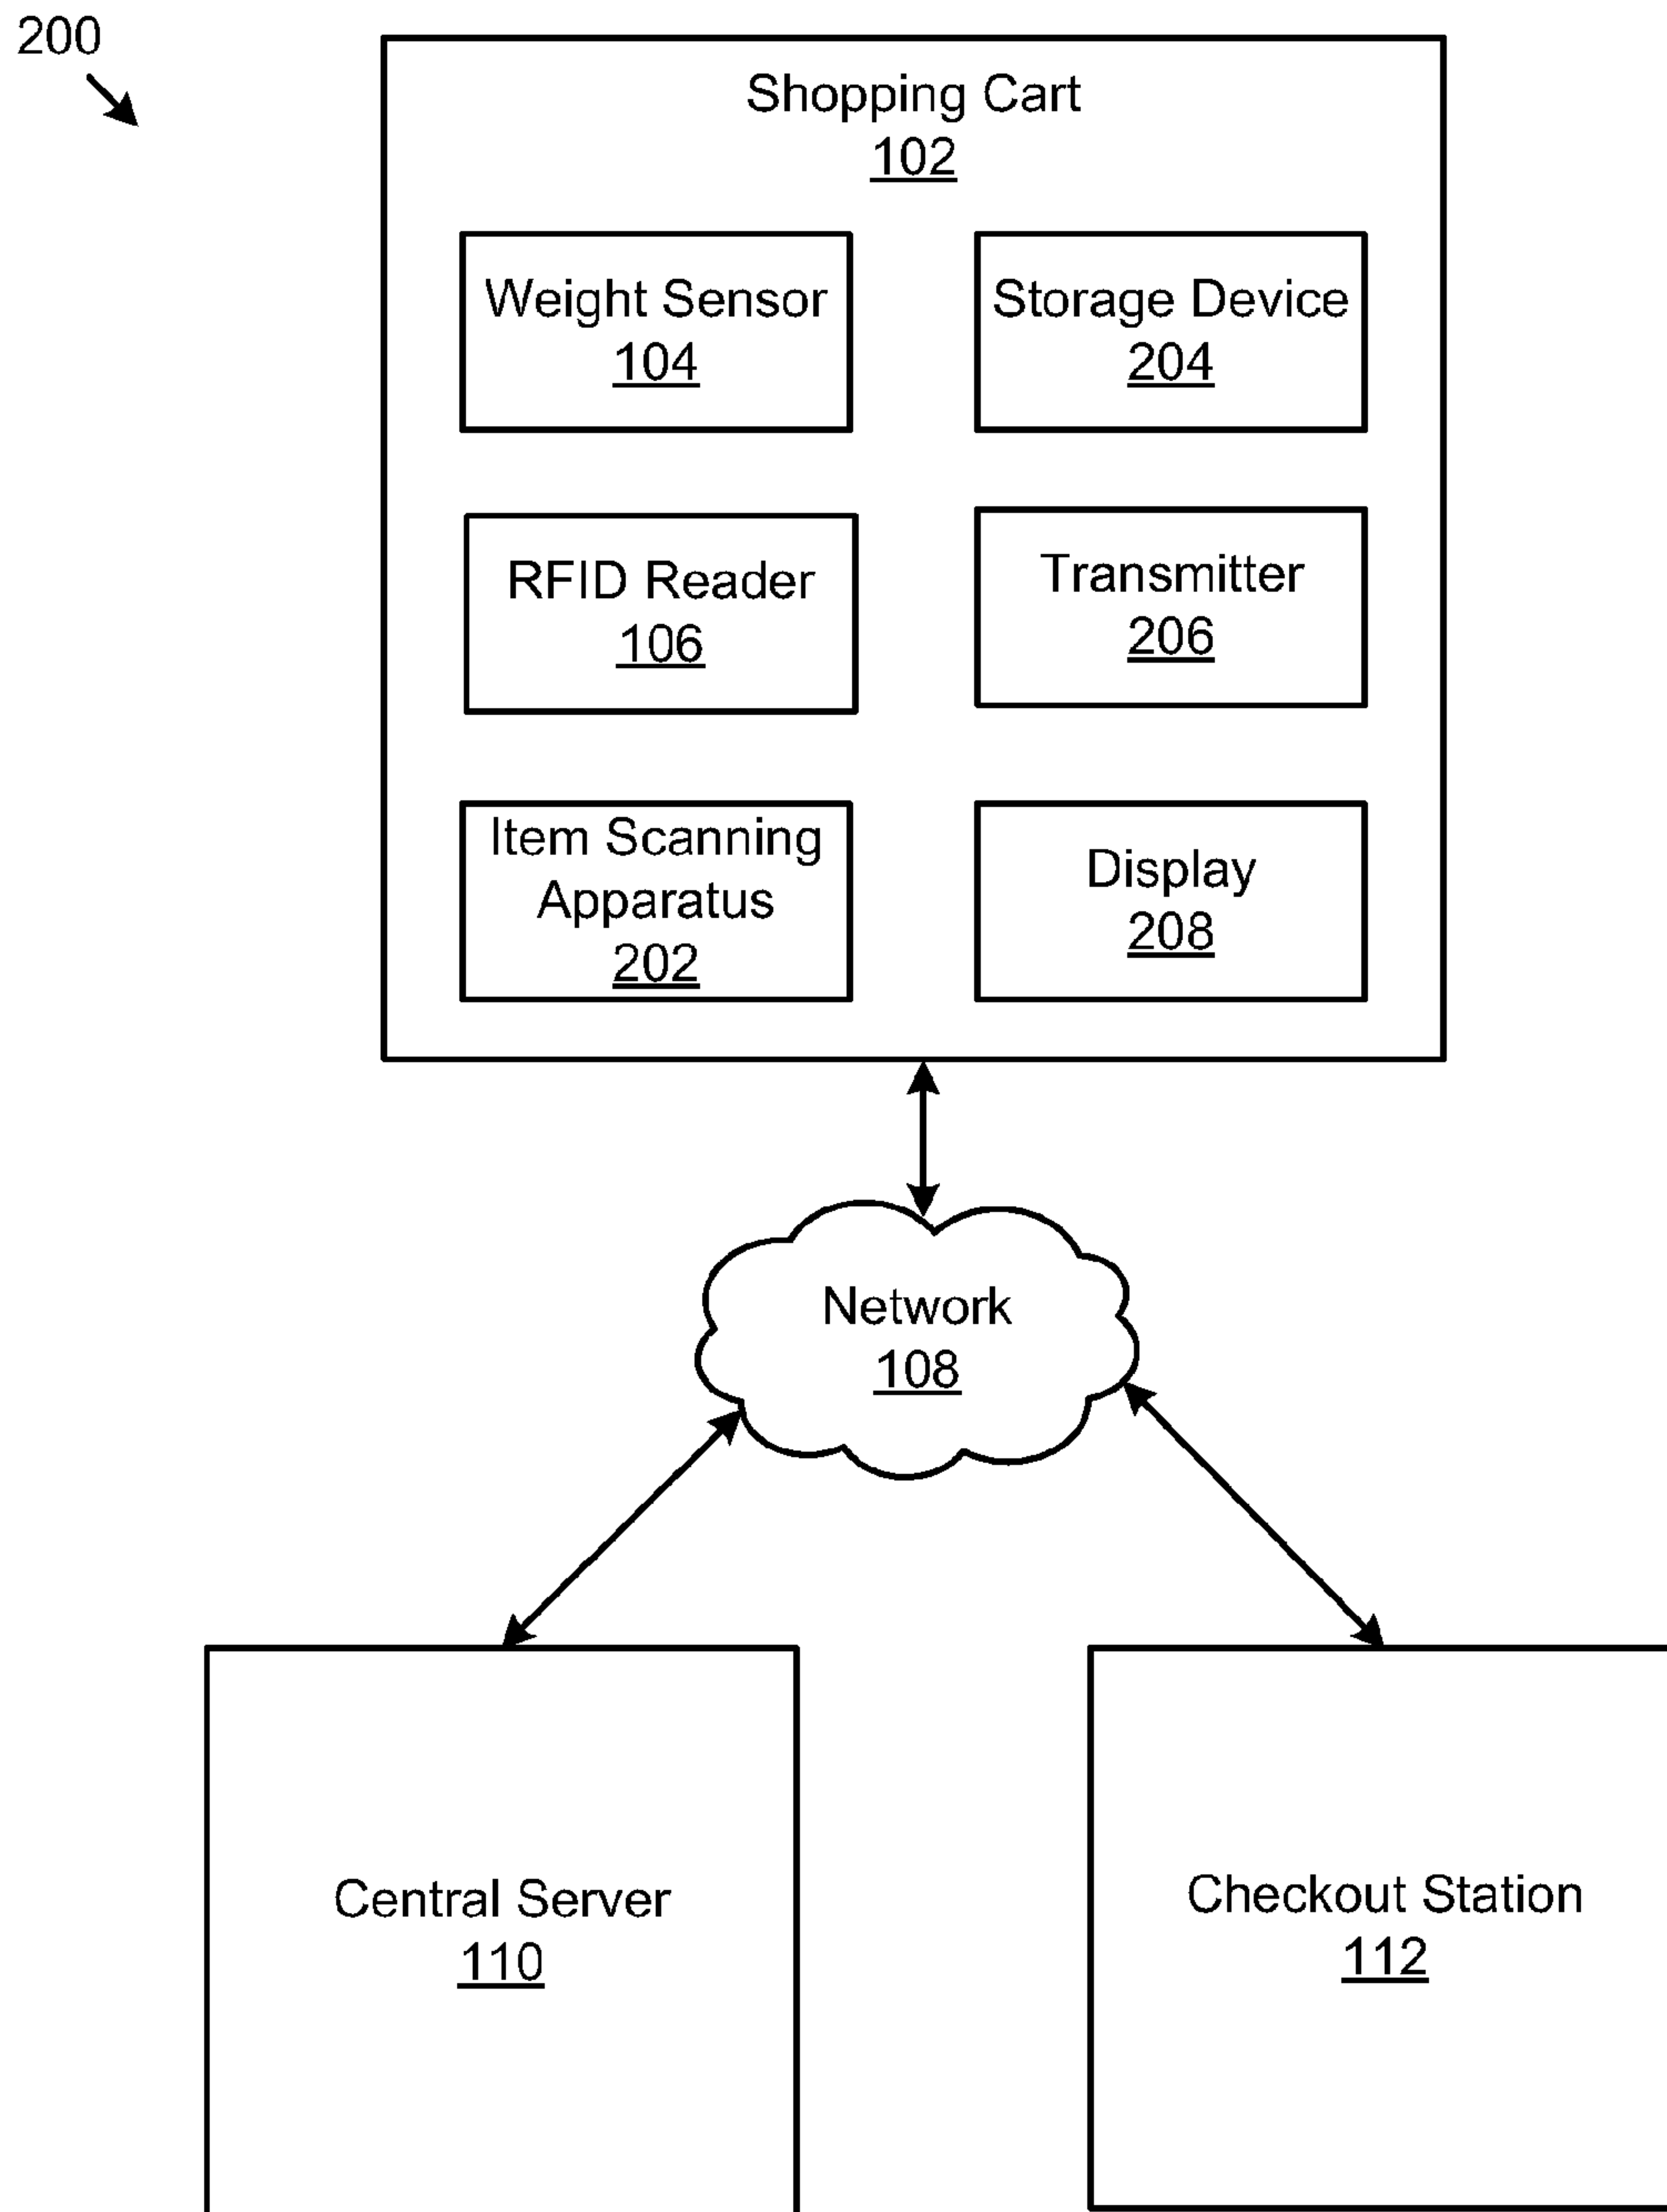 200
Shopping Cart
102
Weight Sensor
104
Storage Device
204
RFID Reader
106
Transmitter
206
Item Scanning
Apparatus
202
Display
208
Network
108
Central Server
110
Checkout Station
112